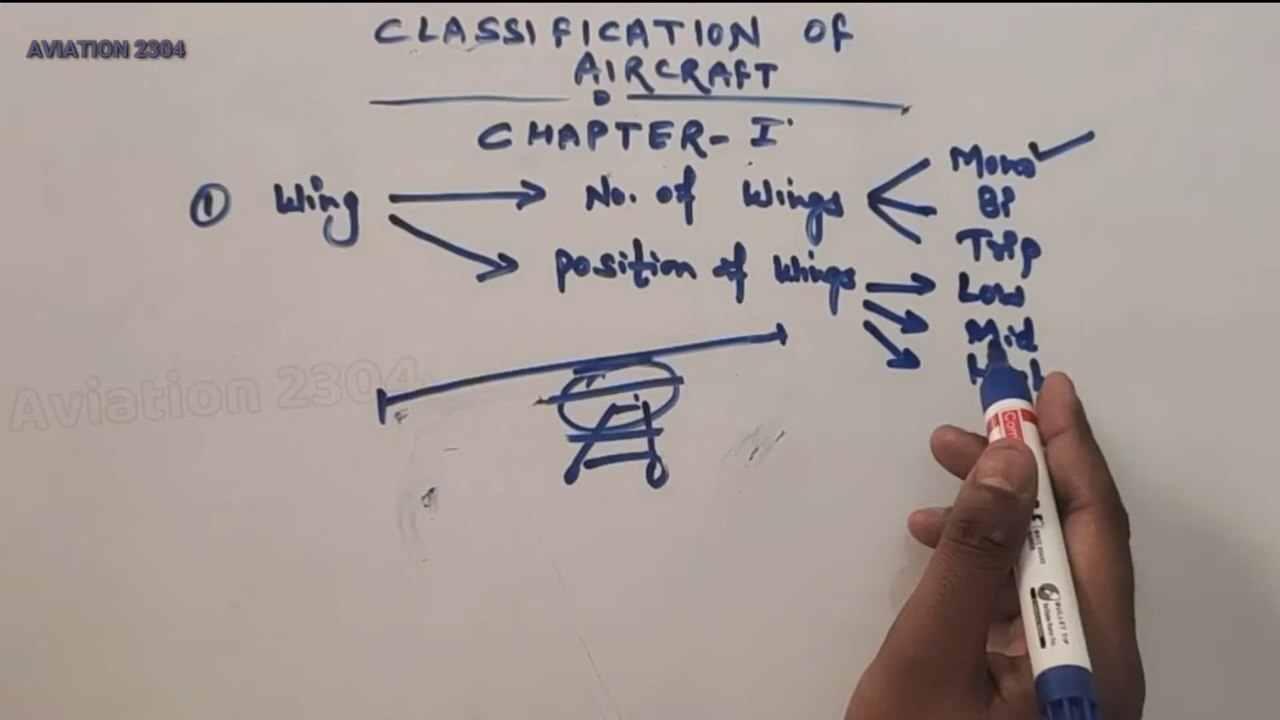 AVIATION 2304
CLASSIFICATION OF
AIRCRAFT
CHAPTER-I
① Wing
No. of Wings
Mono
Bi
Trip
Position of Wings
Low
Mid
Aviation 2304